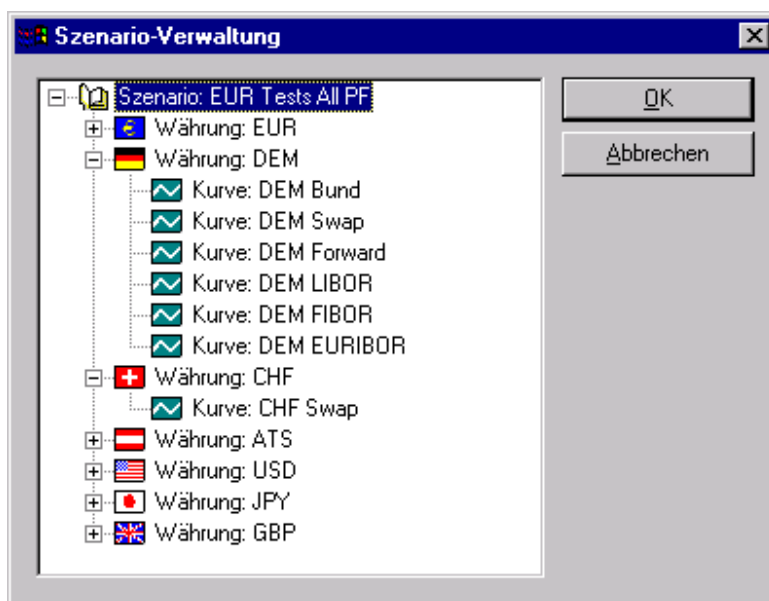 Szenario-Verwaltung
Szenario: EUR Tests All PF
Währung: EUR
Währung: DEM
Kurve: DEM Bund
Kurve: DEM Swap
Kurve: DEM Forward
Kurve: DEM LIBOR
Kurve: DEM FIBOR
Kurve: DEM EURIBOR
Währung: CHF
Kurve: CHF Swap
Währung: ATS
Währung: USD
Währung: JPY
Währung: GBP
OK
Abbrechen